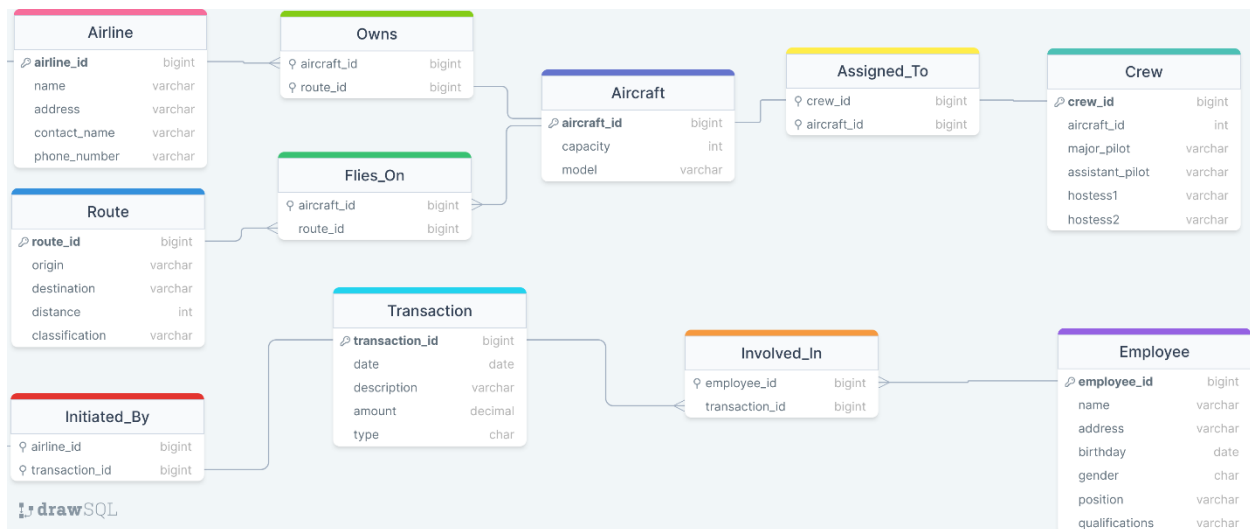 Airline
airline_id bigint
name varchar
address varchar
contact_name varchar
phone_number varchar
Owns
aircraft_id bigint
route_id bigint
Aircraft
aircraft_id bigint
capacity int
model varchar
Assigned_To
crew_id bigint
aircraft_id bigint
Crew
crew_id bigint
aircraft_id int
major_pilot varchar
assistant_pilot varchar
hostess1 varchar
hostess2 varchar
Route
route_id bigint
origin varchar
destination varchar
distance int
classification varchar
Flies_On
aircraft_id bigint
route_id bigint
Transaction
transaction_id bigint
date date
description varchar
amount decimal
type char
Involved_In
employee_id bigint
transaction_id bigint
Employee
employee_id bigint
name varchar
address varchar
birthday date
gender char
position varchar
qualifications varchar
Initiated_By
airline_id bigint
transaction_id bigint
drawSQL